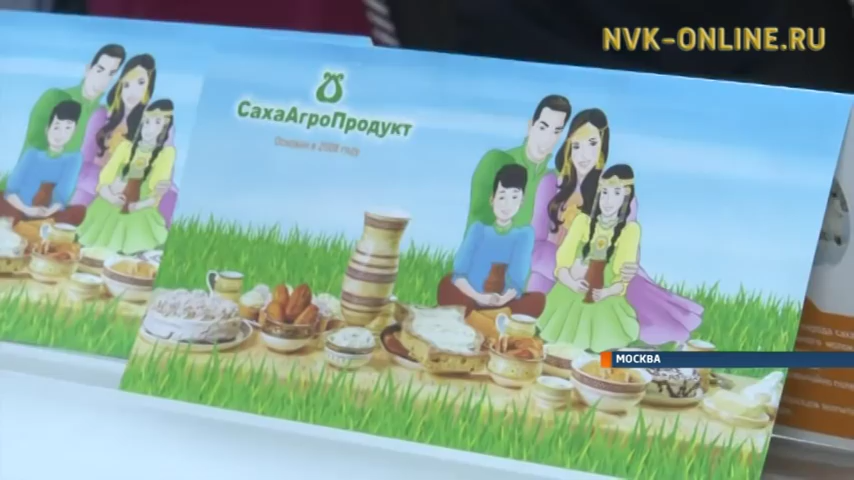 NVK-ONLINE.RU
СахаАгроПродукт
Основан в 2008 году
МОСКВА